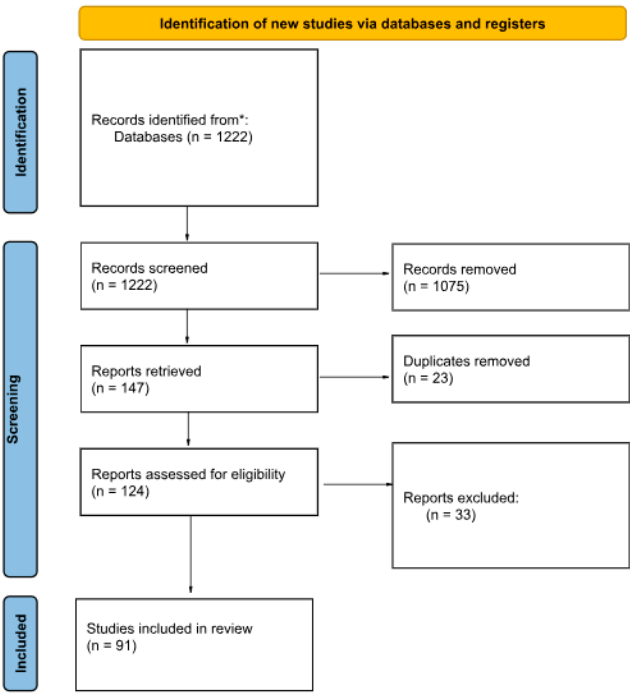 Identification of new studies via databases and registers
Identification
Records identified from*:
Databases (n = 1222)
Screening
Records screened
(n = 1222)
Records removed
(n = 1075)
Reports retrieved
(n = 147)
Duplicates removed
(n = 23)
Reports assessed for eligibility
(n = 124)
Reports excluded:
(n = 33)
Included
Studies included in review
(n = 91)